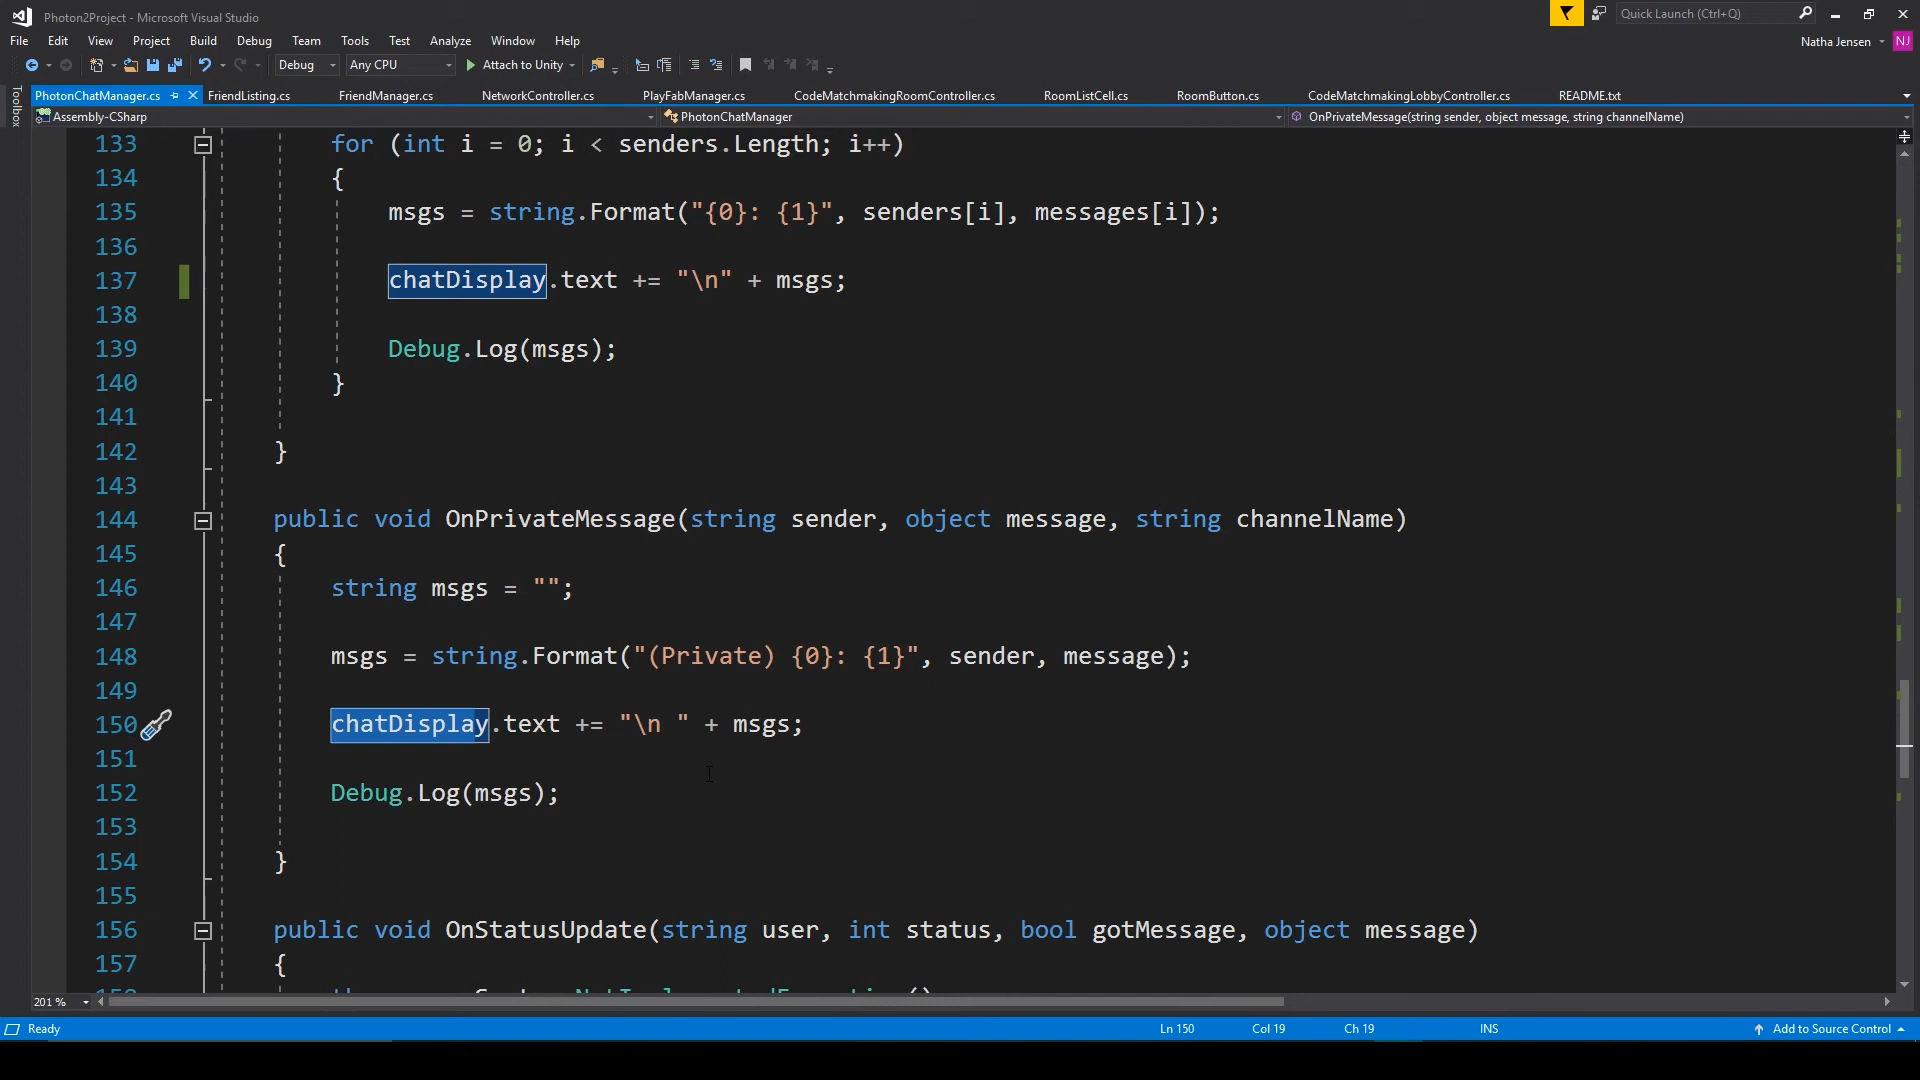 Photon2Project - Microsoft Visual Studio
Quick Launch (Ctrl+Q)
File Edit View Project Build Debug Team Tools Test Analyze Window Help
Natha Jensen
NJ
Debug
Any CPU
Attach to Unity
Toolbox
PhotonChatManager.cs FriendListing.cs FriendManager.cs NetworkController.cs PlayFabManager.cs CodeMatchmakingRoomController.cs RoomListCell.cs RoomButton.cs CodeMatchmakingLobbyController.cs README.txt
Assembly-CSharp
PhotonChatManager
OnPrivateMessage(string sender, object message, string channelName)
133 for (int i = 0; i < senders.Length; i++)
134 {
135 msgs = string.Format("{0}: {1}", senders[i], messages[i]);
136
137 chatDisplay.text += "\n" + msgs;
138
139 Debug.Log(msgs);
140 }
141
142 }
143
144 public void OnPrivateMessage(string sender, object message, string channelName)
145 {
146 string msgs = "";
147
148 msgs = string.Format("(Private) {0}: {1}", sender, message);
149
150 chatDisplay.text += "\n " + msgs;
151
152 Debug.Log(msgs);
153
154 }
155
156 public void OnStatusUpdate(string user, int status, bool gotMessage, object message)
157 {
201 %
Ready
Ln 150
Col 19
Ch 19
INS
Add to Source Control